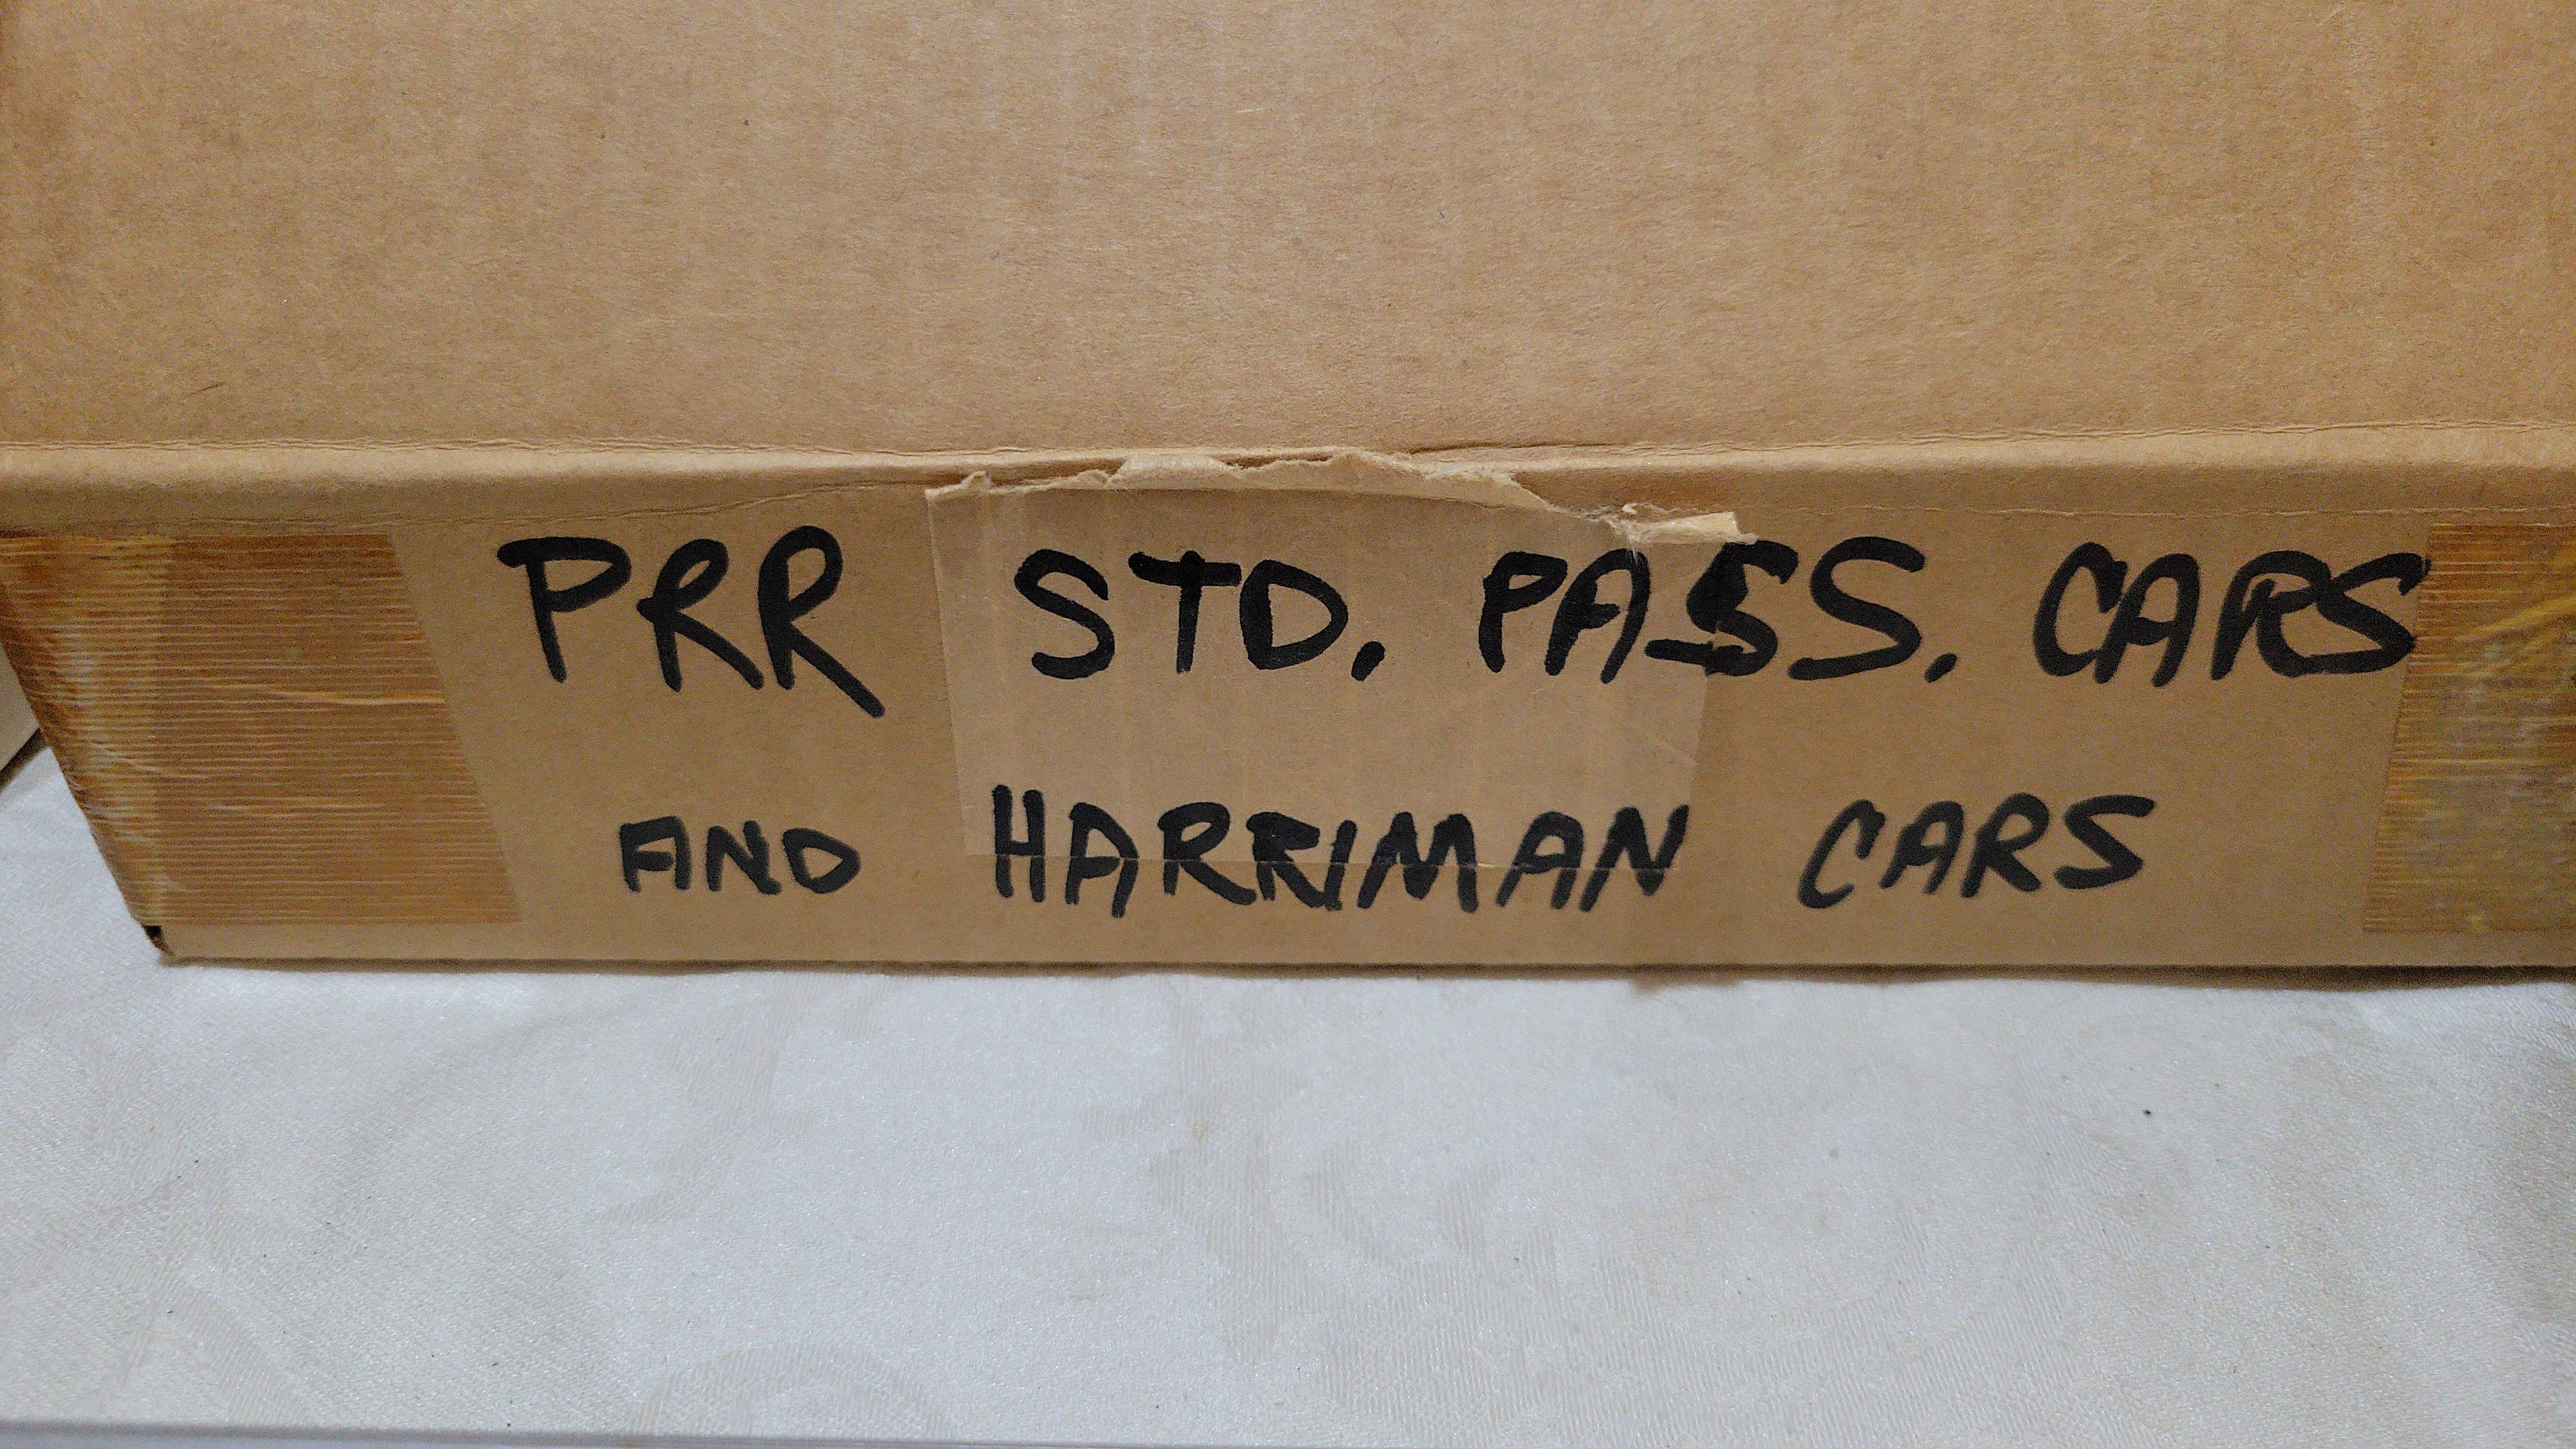 PRR STD. PASS. CARS
AND HARRIMAN CARS